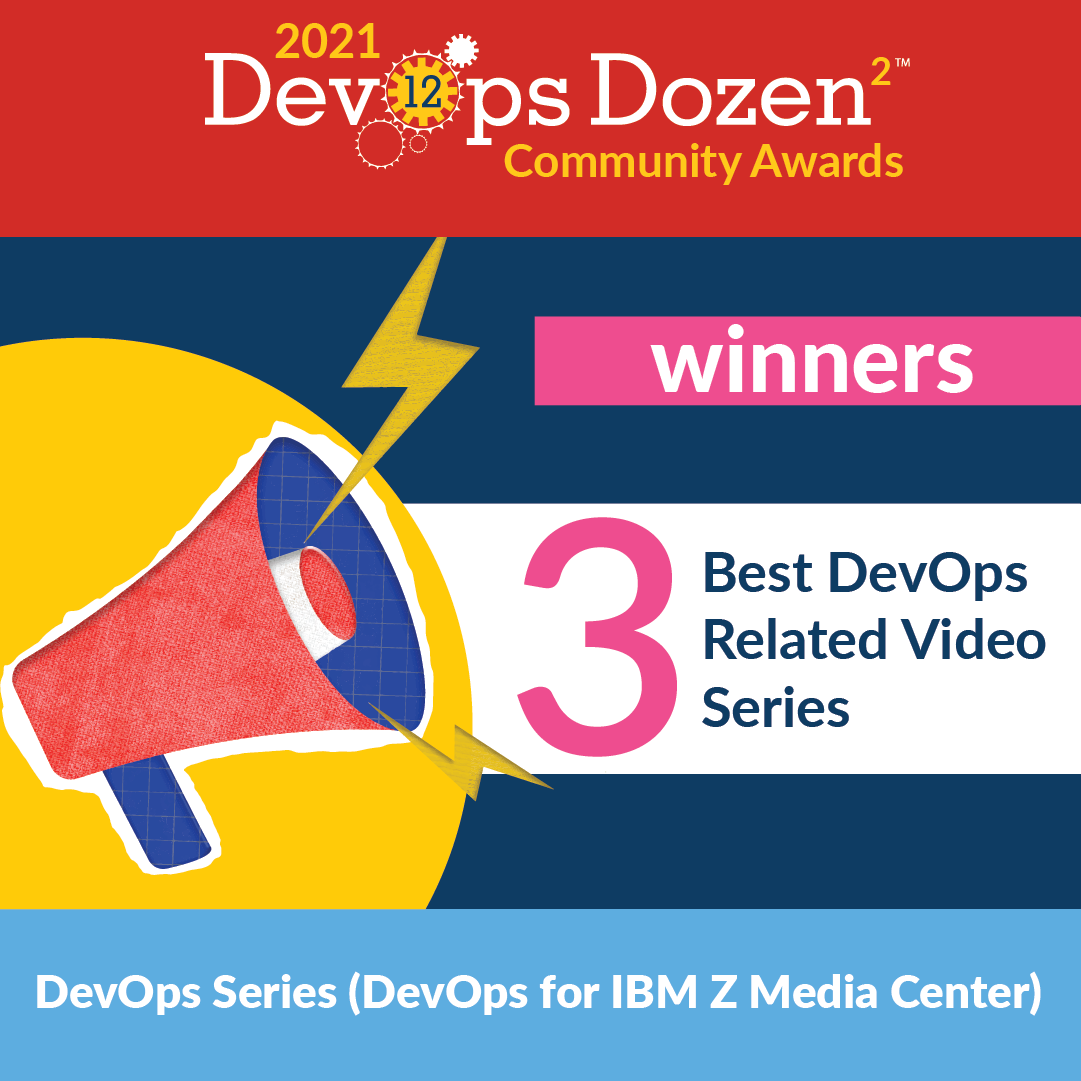 2021
DevOps Dozen2™
12
Community Awards
winners
3
Best DevOps
Related Video
Series
DevOps Series (DevOps for IBM Z Media Center)